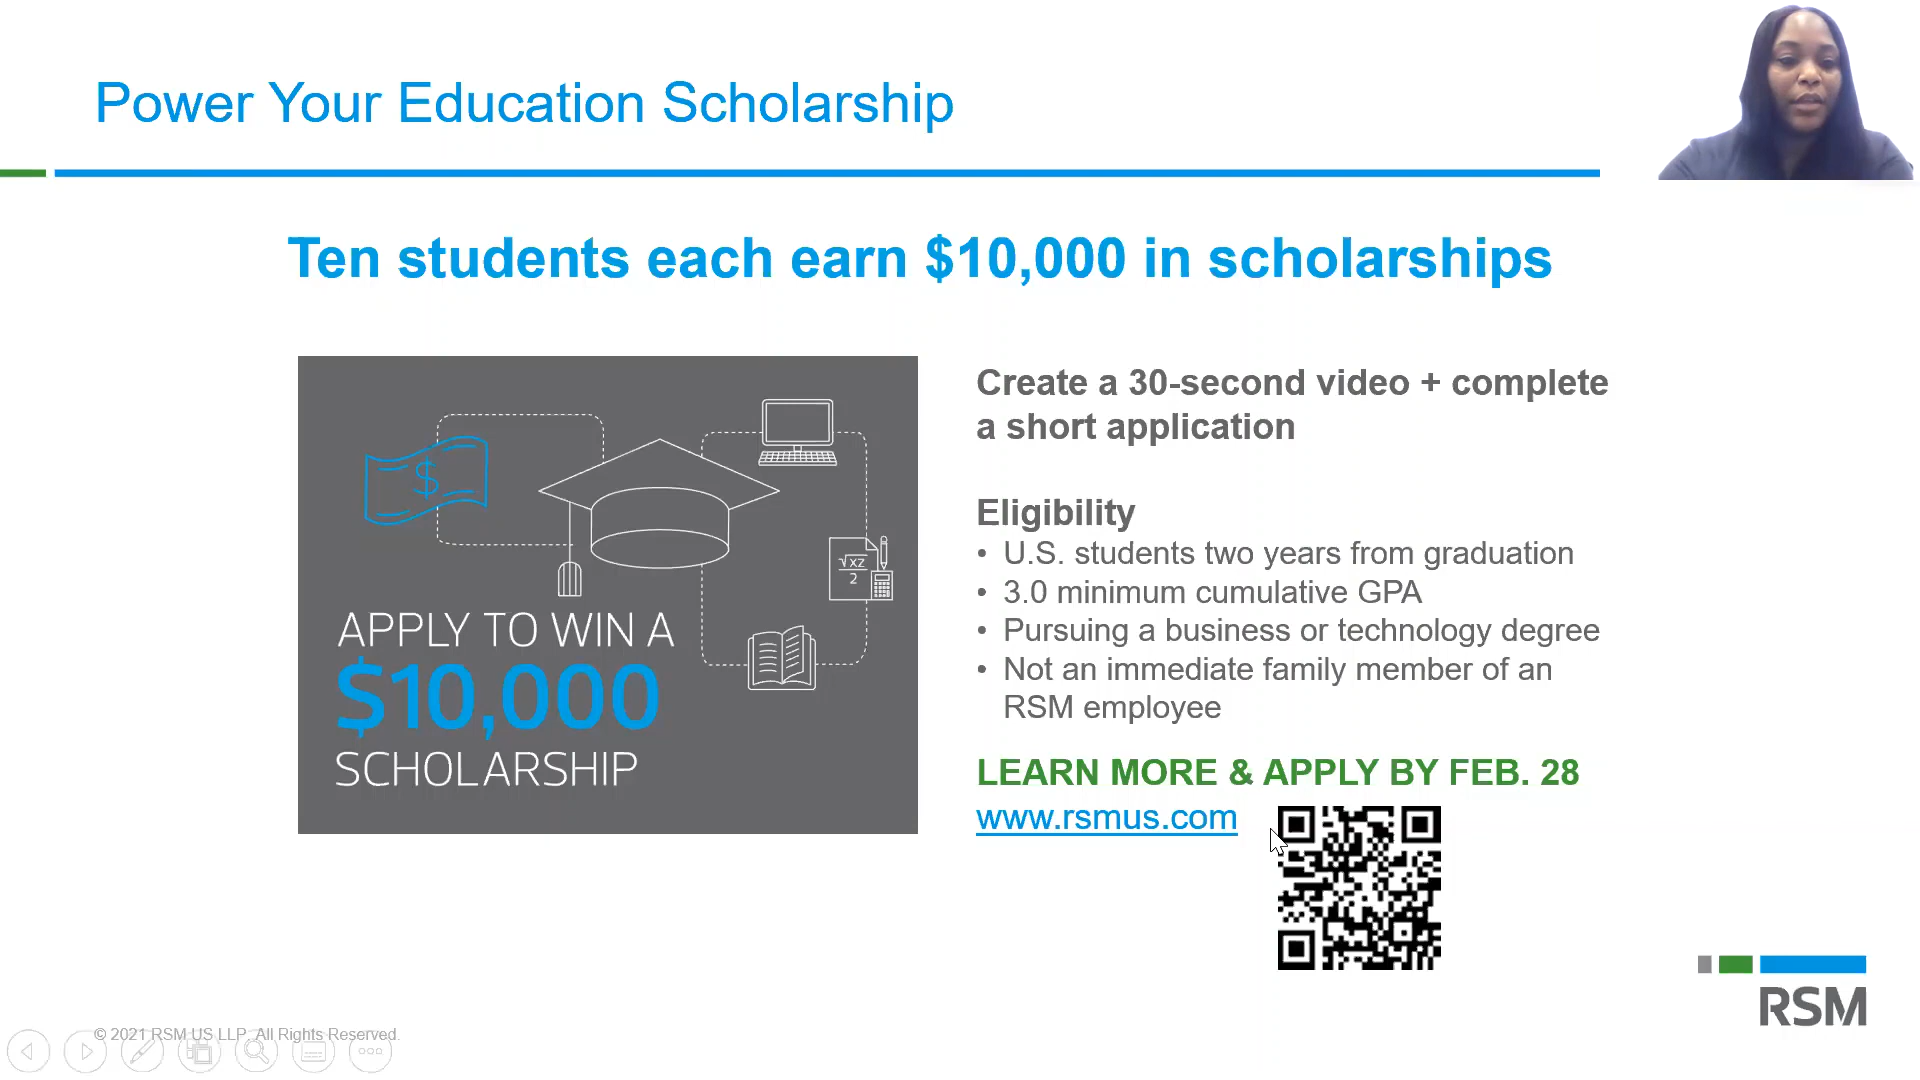 Power Your Education Scholarship
Ten students each earn $10,000 in scholarships
√xz
2
APPLY TO WIN A
$10,000
SCHOLARSHIP
Create a 30-second video + complete
a short application
Eligibility
• U.S. students two years from graduation
• 3.0 minimum cumulative GPA
• Pursuing a business or technology degree
• Not an immediate family member of an
RSM employee
LEARN MORE & APPLY BY FEB. 28
www.rsmus.com
RSM
© 2021 RSM US LLP. All Rights Reserved.